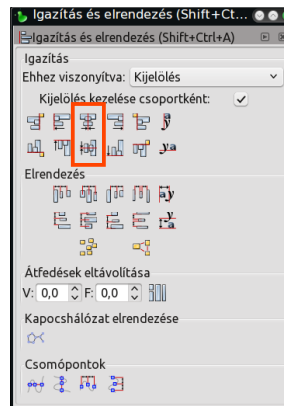 Igazítás és elrendezés (Shift+Ct...
Igazítás és elrendezés (Shift+Ctrl+A)
Igazítás
Ehhez viszonyítva: Kijelölés
Kijelölés kezelése csoportként:
Elrendezés
Átfedések eltávolítása
V: 0,0 F: 0,0
Kapocshálózat elrendezése
Csomópontok